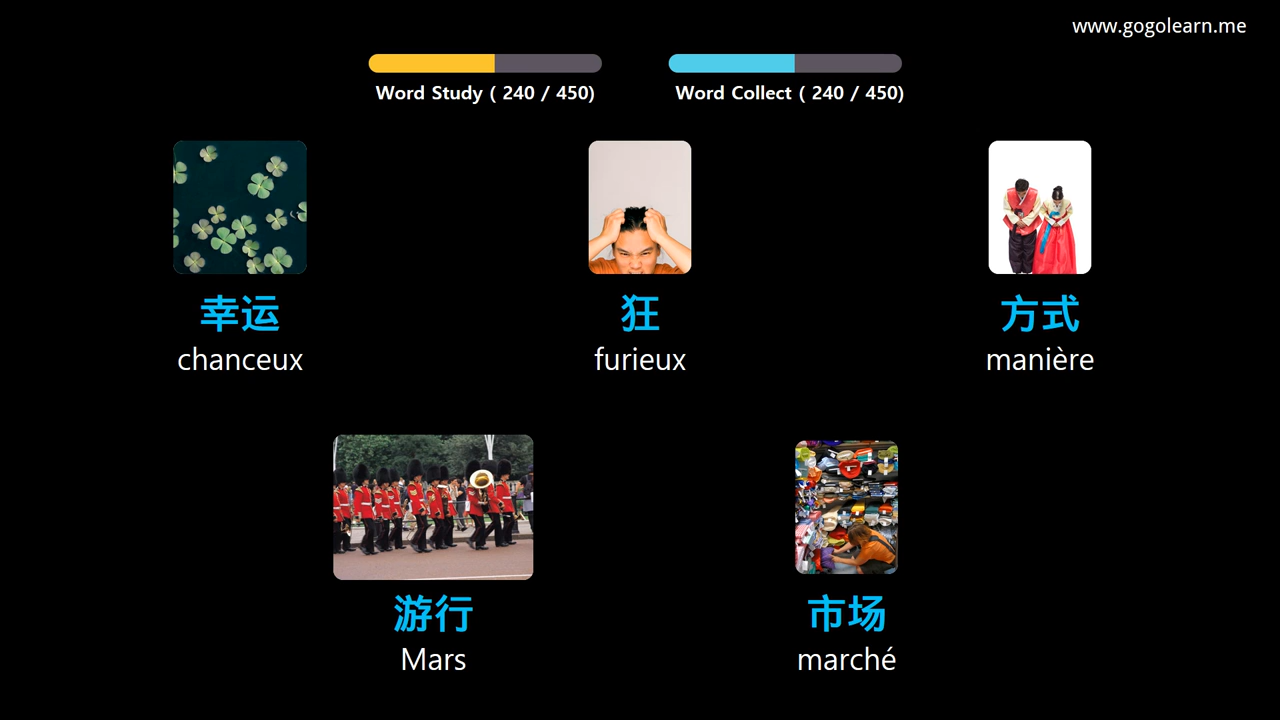 www.gogolearn.me
Word Study ( 240 / 450)
Word Collect ( 240 / 450)
幸运
chanceux
狂
furieux
方式
manière
游行
Mars
市场
marché